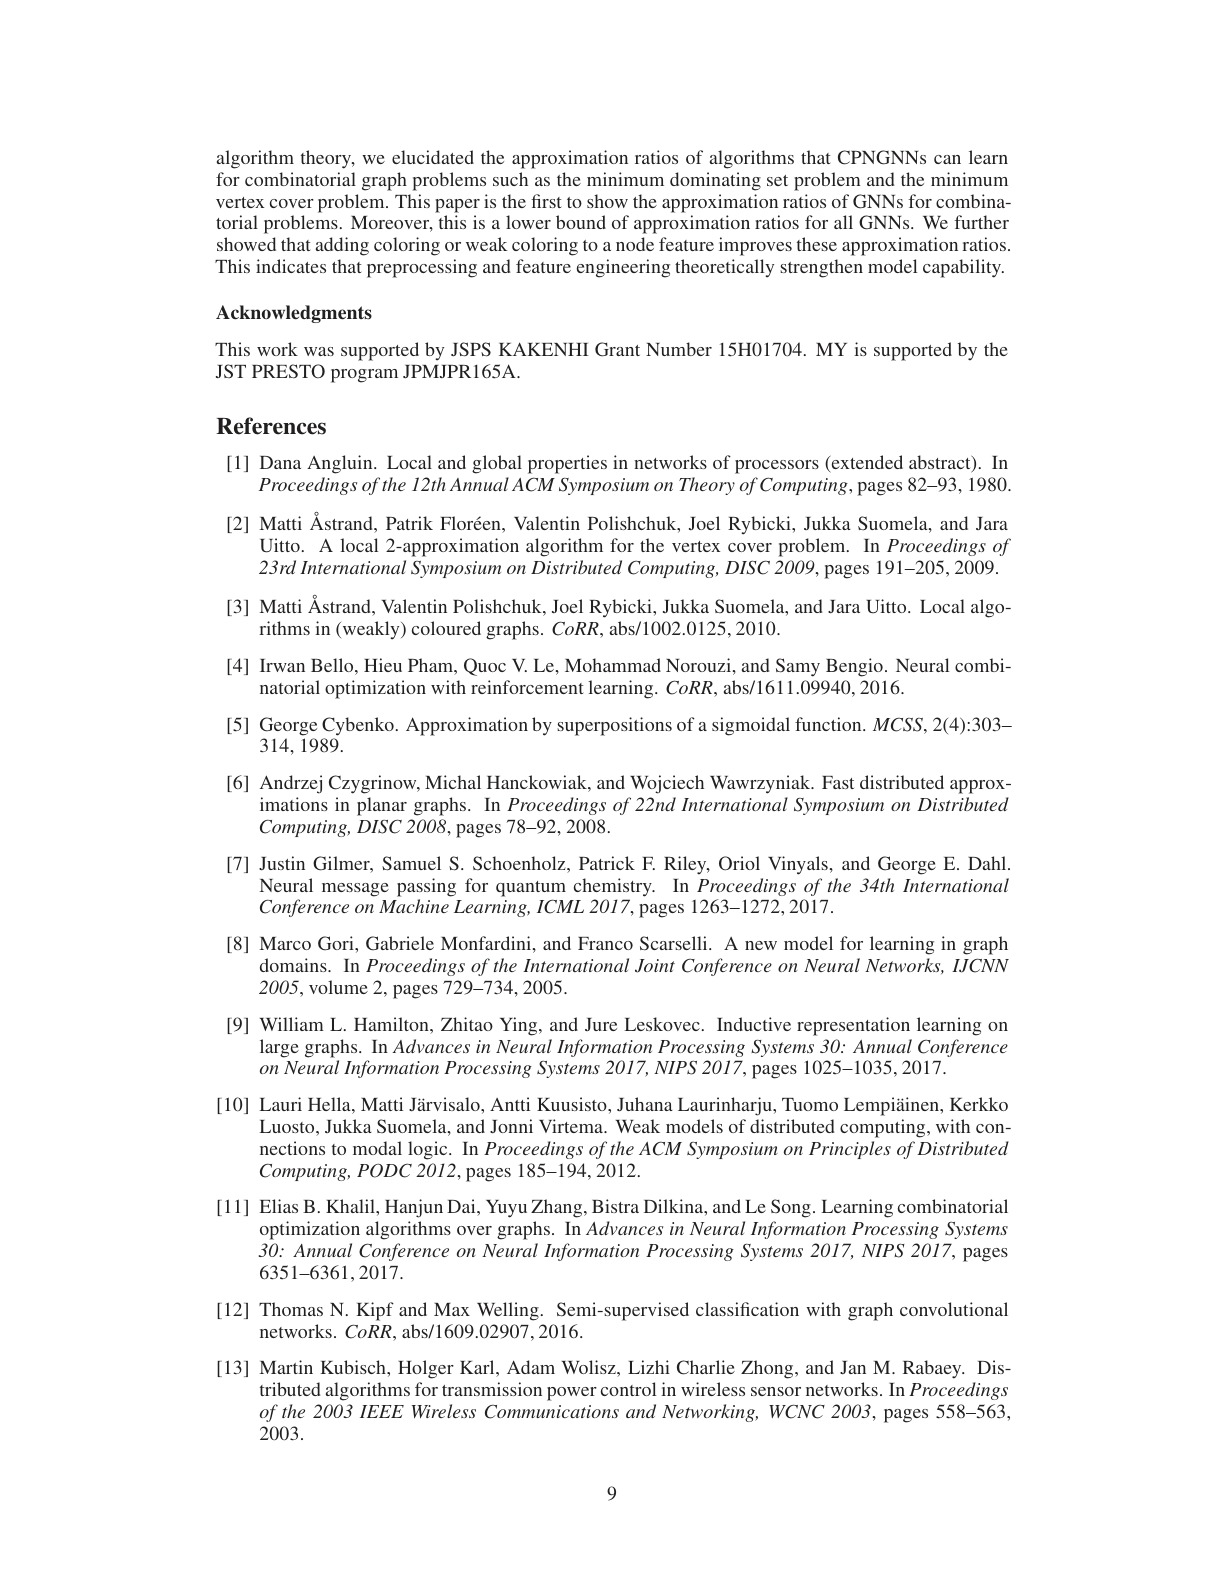 algorithm theory, we elucidated the approximation ratios of algorithms that CPNGNNs can learn
for combinatorial graph problems such as the minimum dominating set problem and the minimum
vertex cover problem. This paper is the first to show the approximation ratios of GNNs for combina-
torial problems. Moreover, this is a lower bound of approximation ratios for all GNNs. We further
showed that adding coloring or weak coloring to a node feature improves these approximation ratios.
This indicates that preprocessing and feature engineering theoretically strengthen model capability.
Acknowledgments
This work was supported by JSPS KAKENHI Grant Number 15H01704. MY is supported by the
JST PRESTO program JPMJPR165A.
References
[1] Dana Angluin. Local and global properties in networks of processors (extended abstract). In
Proceedings of the 12th Annual ACM Symposium on Theory of Computing, pages 82–93, 1980.
[2] Matti Åstrand, Patrik Floréen, Valentin Polishchuk, Joel Rybicki, Jukka Suomela, and Jara
Uitto. A local 2-approximation algorithm for the vertex cover problem. In Proceedings of
23rd International Symposium on Distributed Computing, DISC 2009, pages 191–205, 2009.
[3] Matti Åstrand, Valentin Polishchuk, Joel Rybicki, Jukka Suomela, and Jara Uitto. Local algo-
rithms in (weakly) coloured graphs. CoRR, abs/1002.0125, 2010.
[4] Irwan Bello, Hieu Pham, Quoc V. Le, Mohammad Norouzi, and Samy Bengio. Neural combi-
natorial optimization with reinforcement learning. CoRR, abs/1611.09940, 2016.
[5] George Cybenko. Approximation by superpositions of a sigmoidal function. MCSS, 2(4):303–
314, 1989.
[6] Andrzej Czygrinow, Michal Hanckowiak, and Wojciech Wawrzyniak. Fast distributed approx-
imations in planar graphs. In Proceedings of 22nd International Symposium on Distributed
Computing, DISC 2008, pages 78–92, 2008.
[7] Justin Gilmer, Samuel S. Schoenholz, Patrick F. Riley, Oriol Vinyals, and George E. Dahl.
Neural message passing for quantum chemistry. In Proceedings of the 34th International
Conference on Machine Learning, ICML 2017, pages 1263–1272, 2017.
[8] Marco Gori, Gabriele Monfardini, and Franco Scarselli. A new model for learning in graph
domains. In Proceedings of the International Joint Conference on Neural Networks, IJCNN
2005, volume 2, pages 729–734, 2005.
[9] William L. Hamilton, Zhitao Ying, and Jure Leskovec. Inductive representation learning on
large graphs. In Advances in Neural Information Processing Systems 30: Annual Conference
on Neural Information Processing Systems 2017, NIPS 2017, pages 1025–1035, 2017.
[10] Lauri Hella, Matti Järvisalo, Antti Kuusisto, Juhana Laurinharju, Tuomo Lempiäinen, Kerkko
Luosto, Jukka Suomela, and Jonni Virtema. Weak models of distributed computing, with con-
nections to modal logic. In Proceedings of the ACM Symposium on Principles of Distributed
Computing, PODC 2012, pages 185–194, 2012.
[11] Elias B. Khalil, Hanjun Dai, Yuyu Zhang, Bistra Dilkina, and Le Song. Learning combinatorial
optimization algorithms over graphs. In Advances in Neural Information Processing Systems
30: Annual Conference on Neural Information Processing Systems 2017, NIPS 2017, pages
6351–6361, 2017.
[12] Thomas N. Kipf and Max Welling. Semi-supervised classification with graph convolutional
networks. CoRR, abs/1609.02907, 2016.
[13] Martin Kubisch, Holger Karl, Adam Wolisz, Lizhi Charlie Zhong, and Jan M. Rabaey. Dis-
tributed algorithms for transmission power control in wireless sensor networks. In Proceedings
of the 2003 IEEE Wireless Communications and Networking, WCNC 2003, pages 558–563,
2003.
9